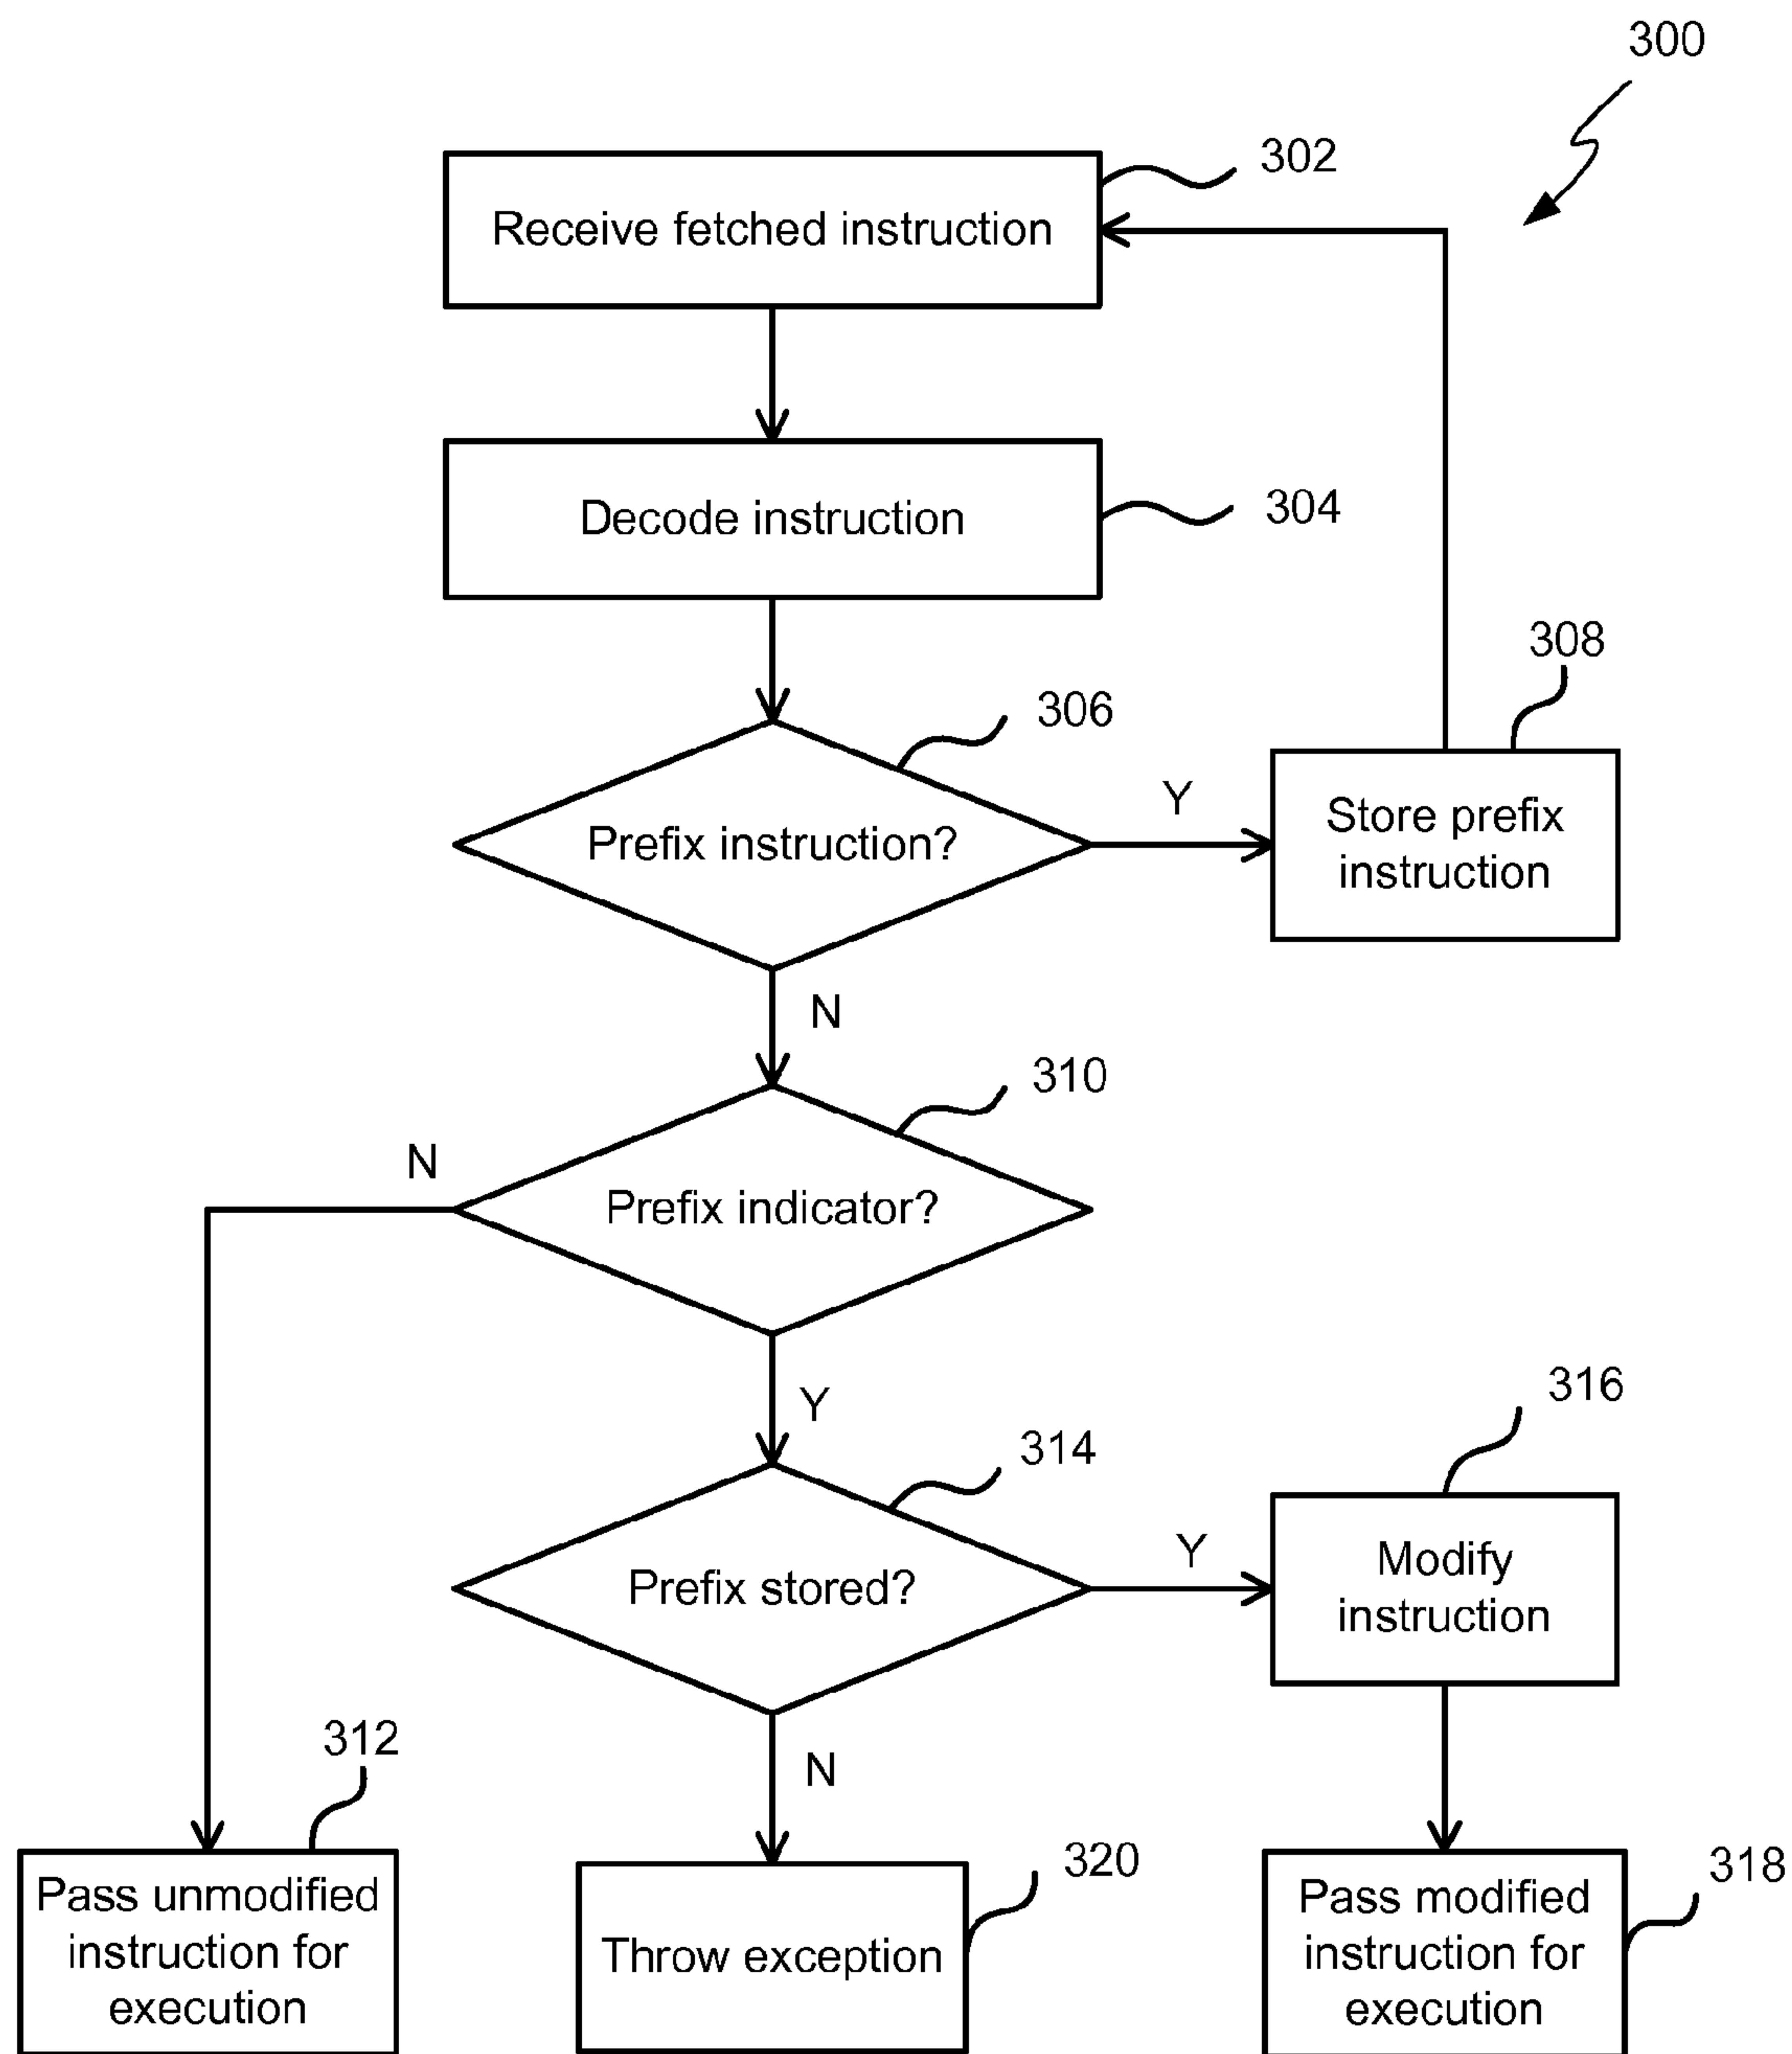 300
302
Receive fetched instruction
Decode instruction
304
306
308
Prefix instruction?
Y
Store prefix
instruction
N
310
N
Prefix indicator?
Y
314
316
Prefix stored?
Y
Modify
instruction
312
N
320
318
Pass unmodified
instruction for
execution
Throw exception
Pass modified
instruction for
execution